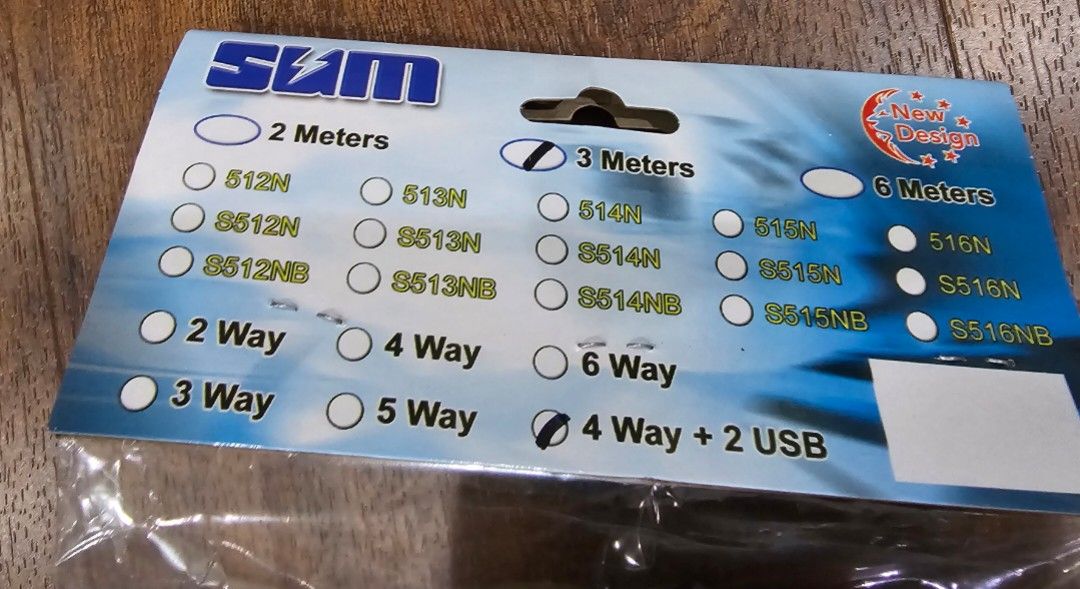 SUM
New
Design
2 Meters 3 Meters 6 Meters
512N 513N 514N 515N 516N
S512N S513N S514N S515N S516N
S512NB S513NB S514NB S515NB S516NB
2 Way 4 Way 6 Way
3 Way 5 Way 4 Way + 2 USB